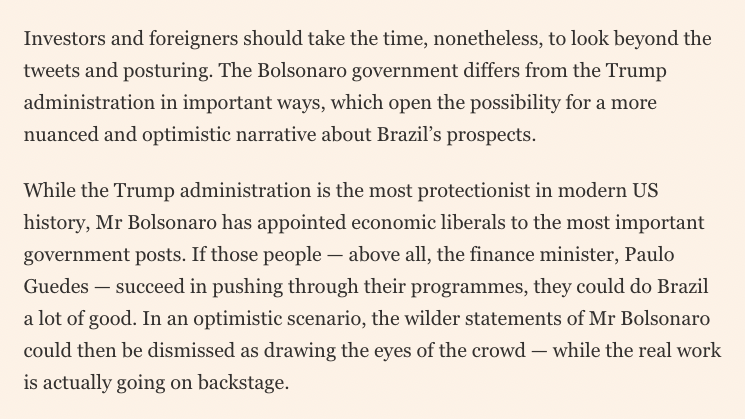 Investors and foreigners should take the time, nonetheless, to look beyond the
tweets and posturing. The Bolsonaro government differs from the Trump
administration in important ways, which open the possibility for a more
nuanced and optimistic narrative about Brazil’s prospects.
While the Trump administration is the most protectionist in modern US
history, Mr Bolsonaro has appointed economic liberals to the most important
government posts. If those people — above all, the finance minister, Paulo
Guedes — succeed in pushing through their programmes, they could do Brazil
a lot of good. In an optimistic scenario, the wilder statements of Mr Bolsonaro
could then be dismissed as drawing the eyes of the crowd — while the real work
is actually going on backstage.